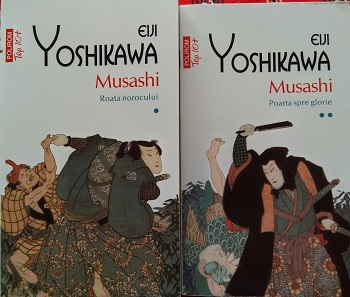 POLIROM
Top 10+
EIJI
YOSHIKAWA
Musashi
Roata norocului
POLIROM
Top 10+
EIJI
YOSHIKAWA
Musashi
Poarta spre glorie